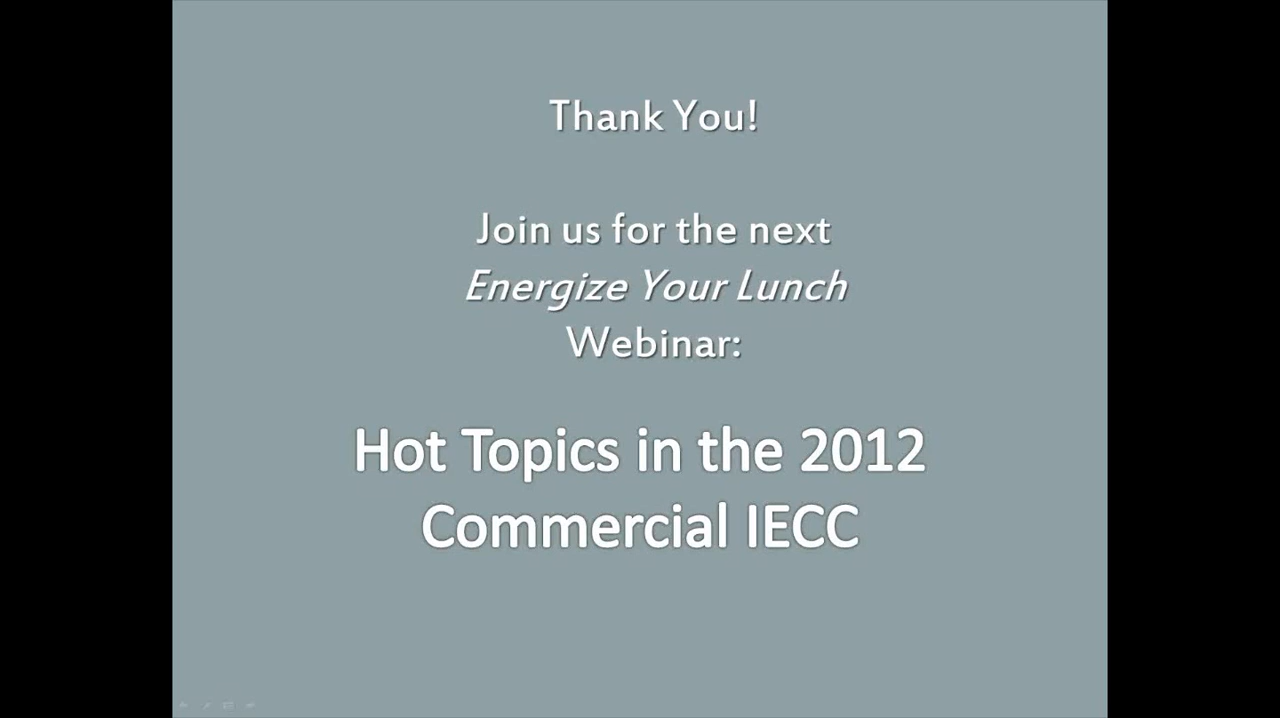 Thank You!
Join us for the next
Energize Your Lunch
Webinar:
Hot Topics in the 2012
Commercial IECC